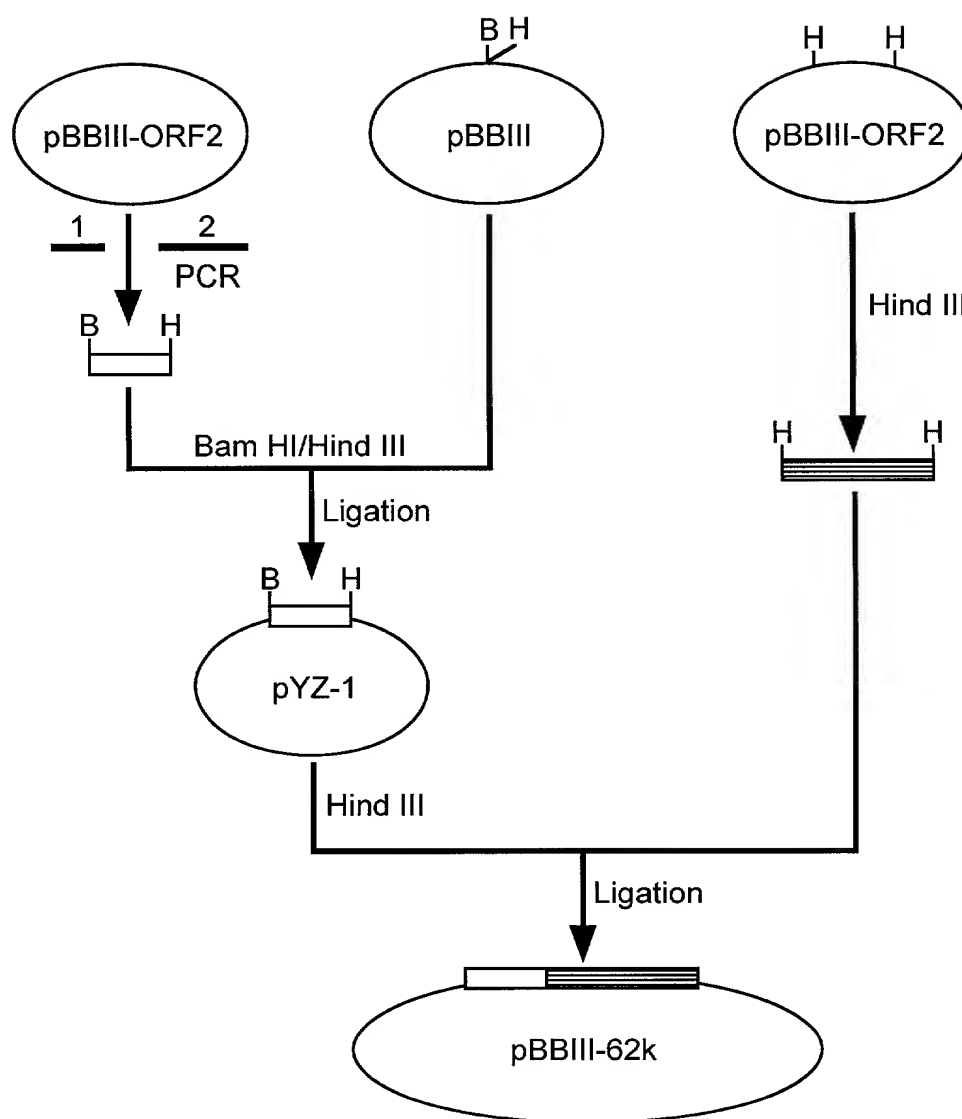 B H
H H
pBBIII-ORF2
pBBIII
pBBIII-ORF2
1 2
PCR
Hind III
B H
H H
Bam HI/Hind III
Ligation
B H
pYZ-1
Hind III
Ligation
pBBIII-62k